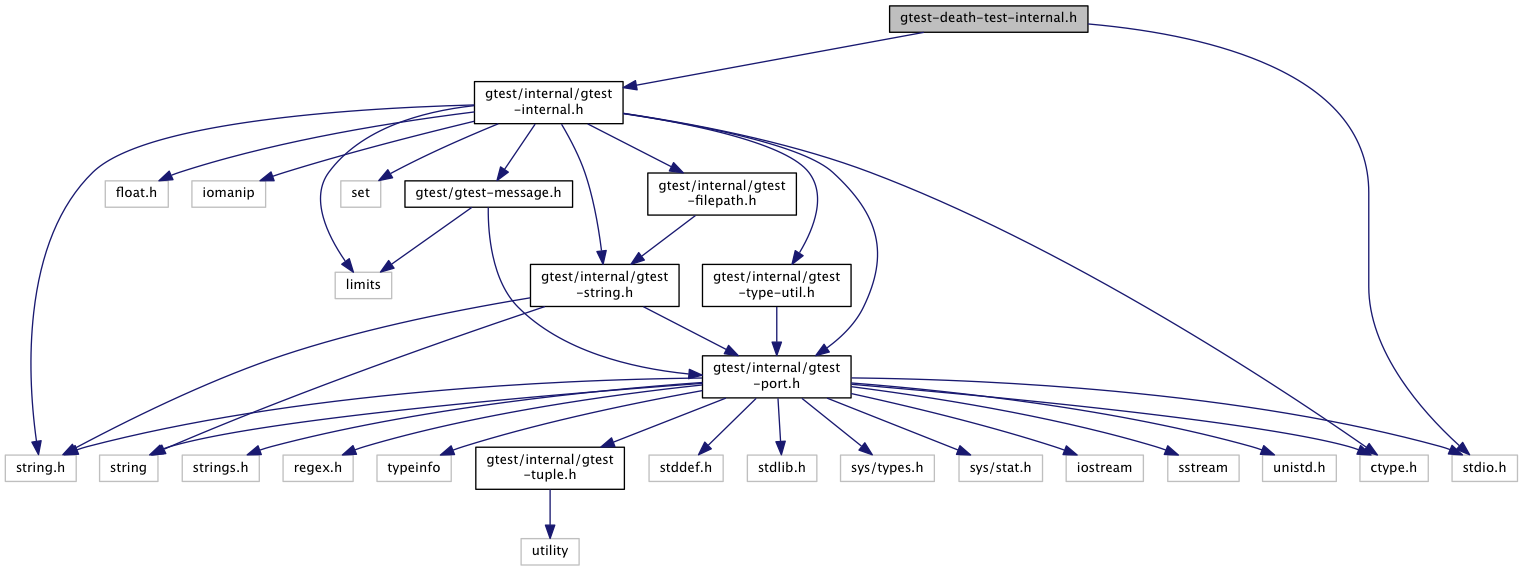 gtest-death-test-internal.h
gtest/internal/gtest
-internal.h
float.h
iomanip
set
gtest/gtest-message.h
gtest/internal/gtest
-filepath.h
limits
gtest/internal/gtest
-string.h
gtest/internal/gtest
-type-util.h
gtest/internal/gtest
-port.h
string.h
string
strings.h
regex.h
typeinfo
gtest/internal/gtest
-tuple.h
stddef.h
stdlib.h
sys/types.h
sys/stat.h
iostream
sstream
unistd.h
ctype.h
stdio.h
utility